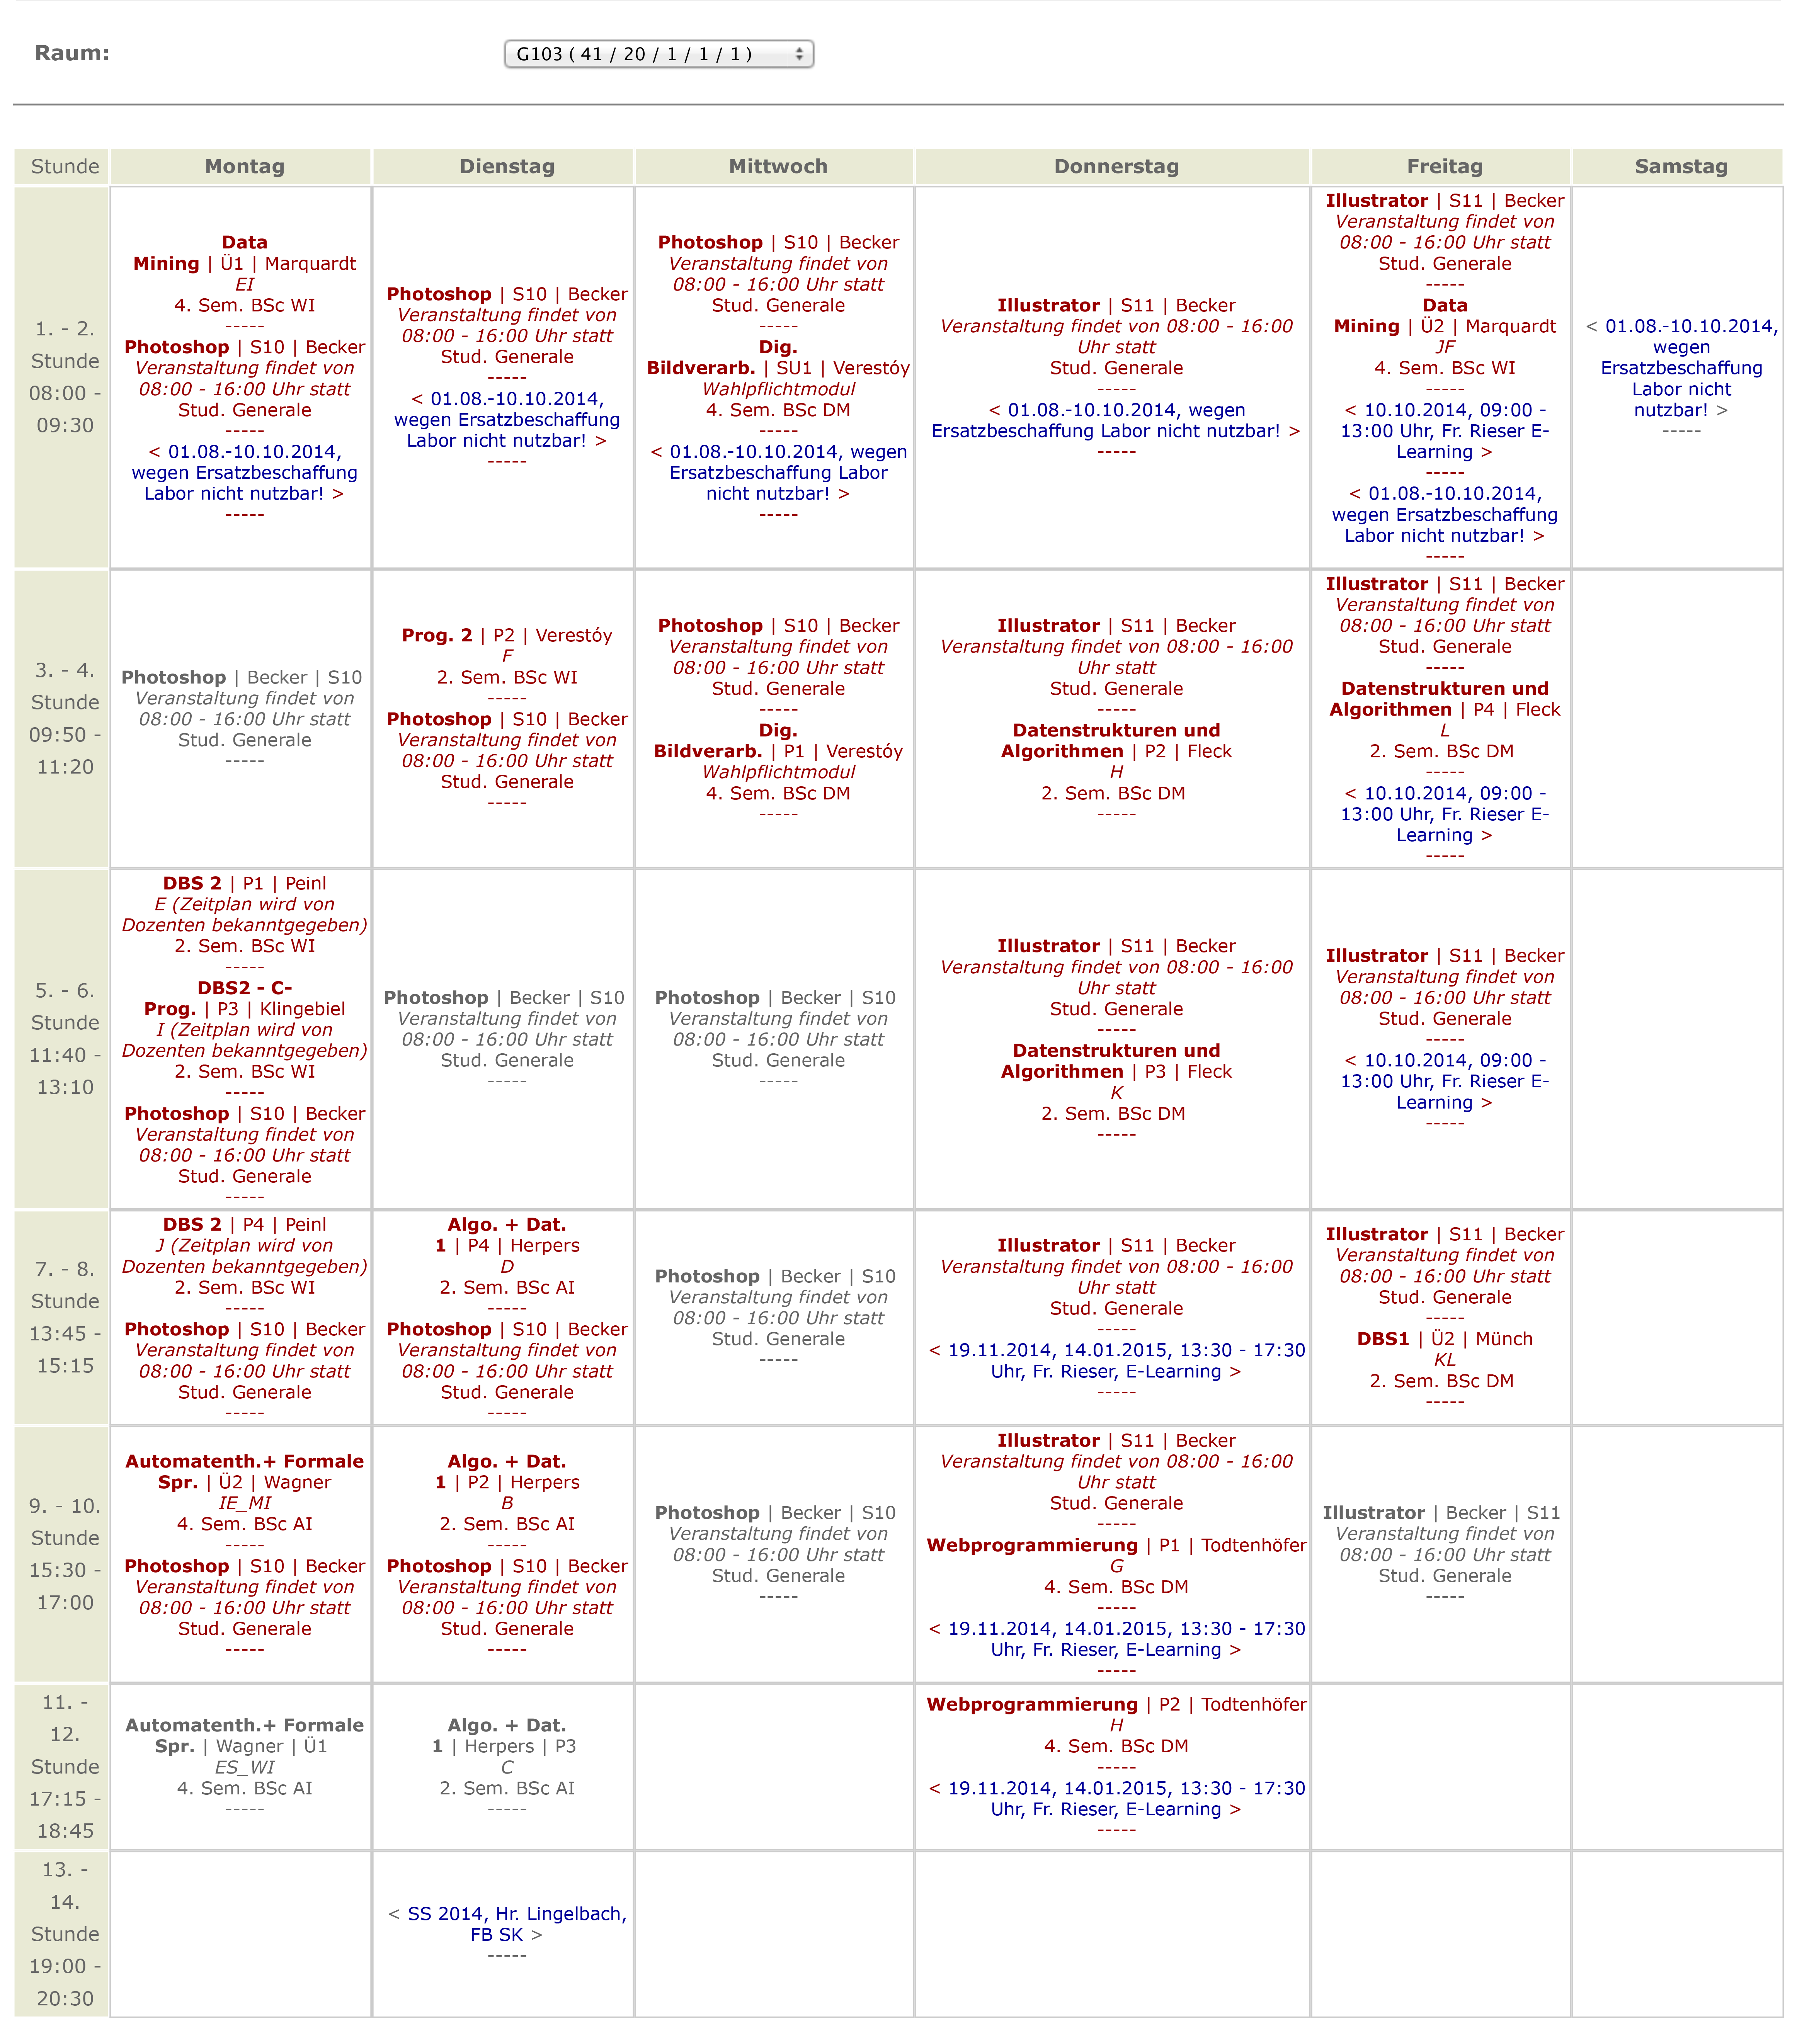 Raum:
G103 ( 41 / 20 / 1 / 1 / 1 )
Stunde
Montag
Dienstag
Mittwoch
Donnerstag
Freitag
Samstag
1. - 2.
Stunde
08:00 -
09:30
Data
Mining | Ü1 | Marquardt
EI
4. Sem. BSc WI
-----
Photoshop | S10 | Becker
Veranstaltung findet von
08:00 - 16:00 Uhr statt
Stud. Generale
-----
< 01.08.-10.10.2014,
wegen Ersatzbeschaffung
Labor nicht nutzbar! >
-----
Photoshop | S10 | Becker
Veranstaltung findet von
08:00 - 16:00 Uhr statt
Stud. Generale
-----
< 01.08.-10.10.2014,
wegen Ersatzbeschaffung
Labor nicht nutzbar! >
-----
Photoshop | S10 | Becker
Veranstaltung findet von
08:00 - 16:00 Uhr statt
Stud. Generale
-----
Dig.
Bildverarb. | SU1 | Verestóy
Wahlpflichtmodul
4. Sem. BSc DM
-----
< 01.08.-10.10.2014, wegen
Ersatzbeschaffung Labor
nicht nutzbar! >
-----
Illustrator | S11 | Becker
Veranstaltung findet von 08:00 - 16:00
Uhr statt
Stud. Generale
-----
< 01.08.-10.10.2014, wegen
Ersatzbeschaffung Labor nicht nutzbar! >
-----
Illustrator | S11 | Becker
Veranstaltung findet von
08:00 - 16:00 Uhr statt
Stud. Generale
-----
Data
Mining | Ü2 | Marquardt
JF
4. Sem. BSc WI
-----
< 10.10.2014, 09:00 -
13:00 Uhr, Fr. Rieser E-
Learning >
-----
< 01.08.-10.10.2014,
wegen Ersatzbeschaffung
Labor nicht nutzbar! >
-----
< 01.08.-10.10.2014,
wegen
Ersatzbeschaffung
Labor nicht
nutzbar! >
-----
3. - 4.
Stunde
09:50 -
11:20
Photoshop | Becker | S10
Veranstaltung findet von
08:00 - 16:00 Uhr statt
Stud. Generale
-----
Prog. 2 | P2 | Verestóy
F
2. Sem. BSc WI
-----
Photoshop | S10 | Becker
Veranstaltung findet von
08:00 - 16:00 Uhr statt
Stud. Generale
-----
Photoshop | S10 | Becker
Veranstaltung findet von
08:00 - 16:00 Uhr statt
Stud. Generale
-----
Dig.
Bildverarb. | P1 | Verestóy
Wahlpflichtmodul
4. Sem. BSc DM
-----
Illustrator | S11 | Becker
Veranstaltung findet von 08:00 - 16:00
Uhr statt
Stud. Generale
-----
Datenstrukturen und
Algorithmen | P2 | Fleck
H
2. Sem. BSc DM
-----
Illustrator | S11 | Becker
Veranstaltung findet von
08:00 - 16:00 Uhr statt
Stud. Generale
-----
Datenstrukturen und
Algorithmen | P4 | Fleck
L
2. Sem. BSc DM
-----
< 10.10.2014, 09:00 -
13:00 Uhr, Fr. Rieser E-
Learning >
-----
5. - 6.
Stunde
11:40 -
13:10
DBS 2 | P1 | Peinl
E (Zeitplan wird von
Dozenten bekanntgegeben)
2. Sem. BSc WI
-----
DBS2 - C-
Prog. | P3 | Klingebiel
I (Zeitplan wird von
Dozenten bekanntgegeben)
2. Sem. BSc WI
-----
Photoshop | S10 | Becker
Veranstaltung findet von
08:00 - 16:00 Uhr statt
Stud. Generale
-----
Photoshop | Becker | S10
Veranstaltung findet von
08:00 - 16:00 Uhr statt
Stud. Generale
-----
Photoshop | Becker | S10
Veranstaltung findet von
08:00 - 16:00 Uhr statt
Stud. Generale
-----
Illustrator | S11 | Becker
Veranstaltung findet von 08:00 - 16:00
Uhr statt
Stud. Generale
-----
Datenstrukturen und
Algorithmen | P3 | Fleck
K
2. Sem. BSc DM
-----
Illustrator | S11 | Becker
Veranstaltung findet von
08:00 - 16:00 Uhr statt
Stud. Generale
-----
< 10.10.2014, 09:00 -
13:00 Uhr, Fr. Rieser E-
Learning >
-----
7. - 8.
Stunde
13:45 -
15:15
DBS 2 | P4 | Peinl
J (Zeitplan wird von
Dozenten bekanntgegeben)
2. Sem. BSc WI
-----
Photoshop | S10 | Becker
Veranstaltung findet von
08:00 - 16:00 Uhr statt
Stud. Generale
-----
Algo. + Dat.
1 | P4 | Herpers
D
2. Sem. BSc AI
-----
Photoshop | S10 | Becker
Veranstaltung findet von
08:00 - 16:00 Uhr statt
Stud. Generale
-----
Photoshop | Becker | S10
Veranstaltung findet von
08:00 - 16:00 Uhr statt
Stud. Generale
-----
Illustrator | S11 | Becker
Veranstaltung findet von 08:00 - 16:00
Uhr statt
Stud. Generale
-----
< 19.11.2014, 14.01.2015, 13:30 - 17:30
Uhr, Fr. Rieser, E-Learning >
-----
Illustrator | S11 | Becker
Veranstaltung findet von
08:00 - 16:00 Uhr statt
Stud. Generale
-----
DBS1 | Ü2 | Münch
KL
2. Sem. BSc DM
-----
9. - 10.
Stunde
15:30 -
17:00
Automatenth.+ Formale
Spr. | Ü2 | Wagner
IE_MI
4. Sem. BSc AI
-----
Photoshop | S10 | Becker
Veranstaltung findet von
08:00 - 16:00 Uhr statt
Stud. Generale
-----
Algo. + Dat.
1 | P2 | Herpers
B
2. Sem. BSc AI
-----
Photoshop | S10 | Becker
Veranstaltung findet von
08:00 - 16:00 Uhr statt
Stud. Generale
-----
Photoshop | Becker | S10
Veranstaltung findet von
08:00 - 16:00 Uhr statt
Stud. Generale
-----
Illustrator | S11 | Becker
Veranstaltung findet von 08:00 - 16:00
Uhr statt
Stud. Generale
-----
Webprogrammierung | P1 | Todtenhöfer
G
4. Sem. BSc DM
-----
< 19.11.2014, 14.01.2015, 13:30 - 17:30
Uhr, Fr. Rieser, E-Learning >
-----
Illustrator | Becker | S11
Veranstaltung findet von
08:00 - 16:00 Uhr statt
Stud. Generale
-----
11. -
12.
Stunde
17:15 -
18:45
Automatenth.+ Formale
Spr. | Wagner | Ü1
ES_WI
4. Sem. BSc AI
-----
Algo. + Dat.
1 | Herpers | P3
C
2. Sem. BSc AI
-----
Webprogrammierung | P2 | Todtenhöfer
H
4. Sem. BSc DM
-----
< 19.11.2014, 14.01.2015, 13:30 - 17:30
Uhr, Fr. Rieser, E-Learning >
-----
13. -
14.
Stunde
19:00 -
20:30
< SS 2014, Hr. Lingelbach,
FB SK >
-----